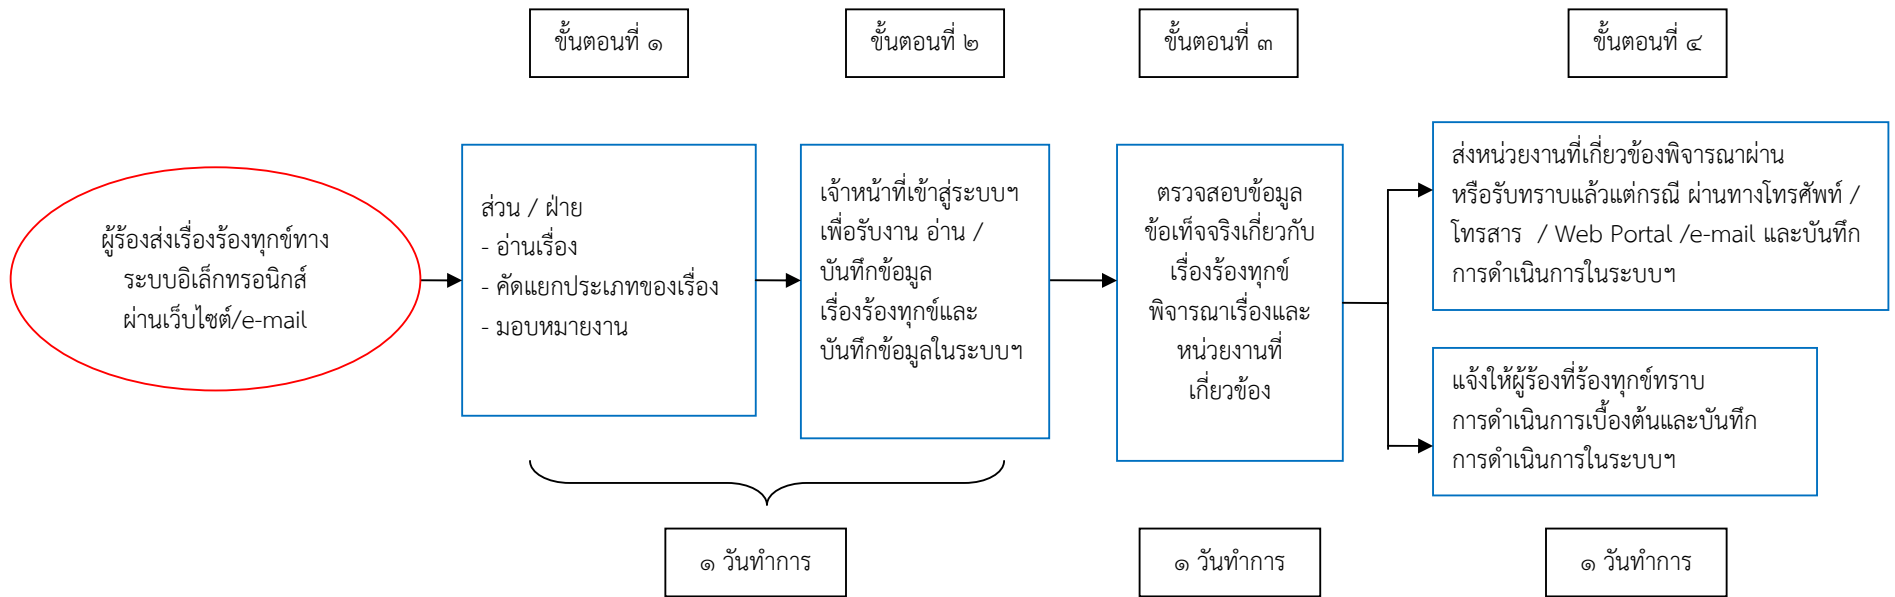 ขั้นตอนที่ ๑
ขั้นตอนที่ ๒
ขั้นตอนที่ ๓
ขั้นตอนที่ ๔
ผู้ร้องส่งเรื่องร้องทุกข์ทาง
ระบบอิเล็กทรอนิกส์
ผ่านเว็บไซต์/e-mail
ส่วน / ฝ่าย
- อ่านเรื่อง
- คัดแยกประเภทของเรื่อง
- มอบหมายงาน
เจ้าหน้าที่เข้าสู่ระบบฯ
เพื่อรับงาน อ่าน /
บันทึกข้อมูล
เรื่องร้องทุกข์และ
บันทึกข้อมูลในระบบฯ
ตรวจสอบข้อมูล
ข้อเท็จจริงเกี่ยวกับ
เรื่องร้องทุกข์
พิจารณาเรื่องและ
หน่วยงานที่
เกี่ยวข้อง
ส่งหน่วยงานที่เกี่ยวข้องพิจารณาผ่าน
หรือรับทราบแล้วแต่กรณี ผ่านทางโทรศัพท์ /
โทรสาร / Web Portal /e-mail และบันทึก
การดำเนินการในระบบฯ
แจ้งให้ผู้ร้องที่ร้องทุกข์ทราบ
การดำเนินการเบื้องต้นและบันทึก
การดำเนินการในระบบฯ
๑ วันทำการ
๑ วันทำการ
๑ วันทำการ